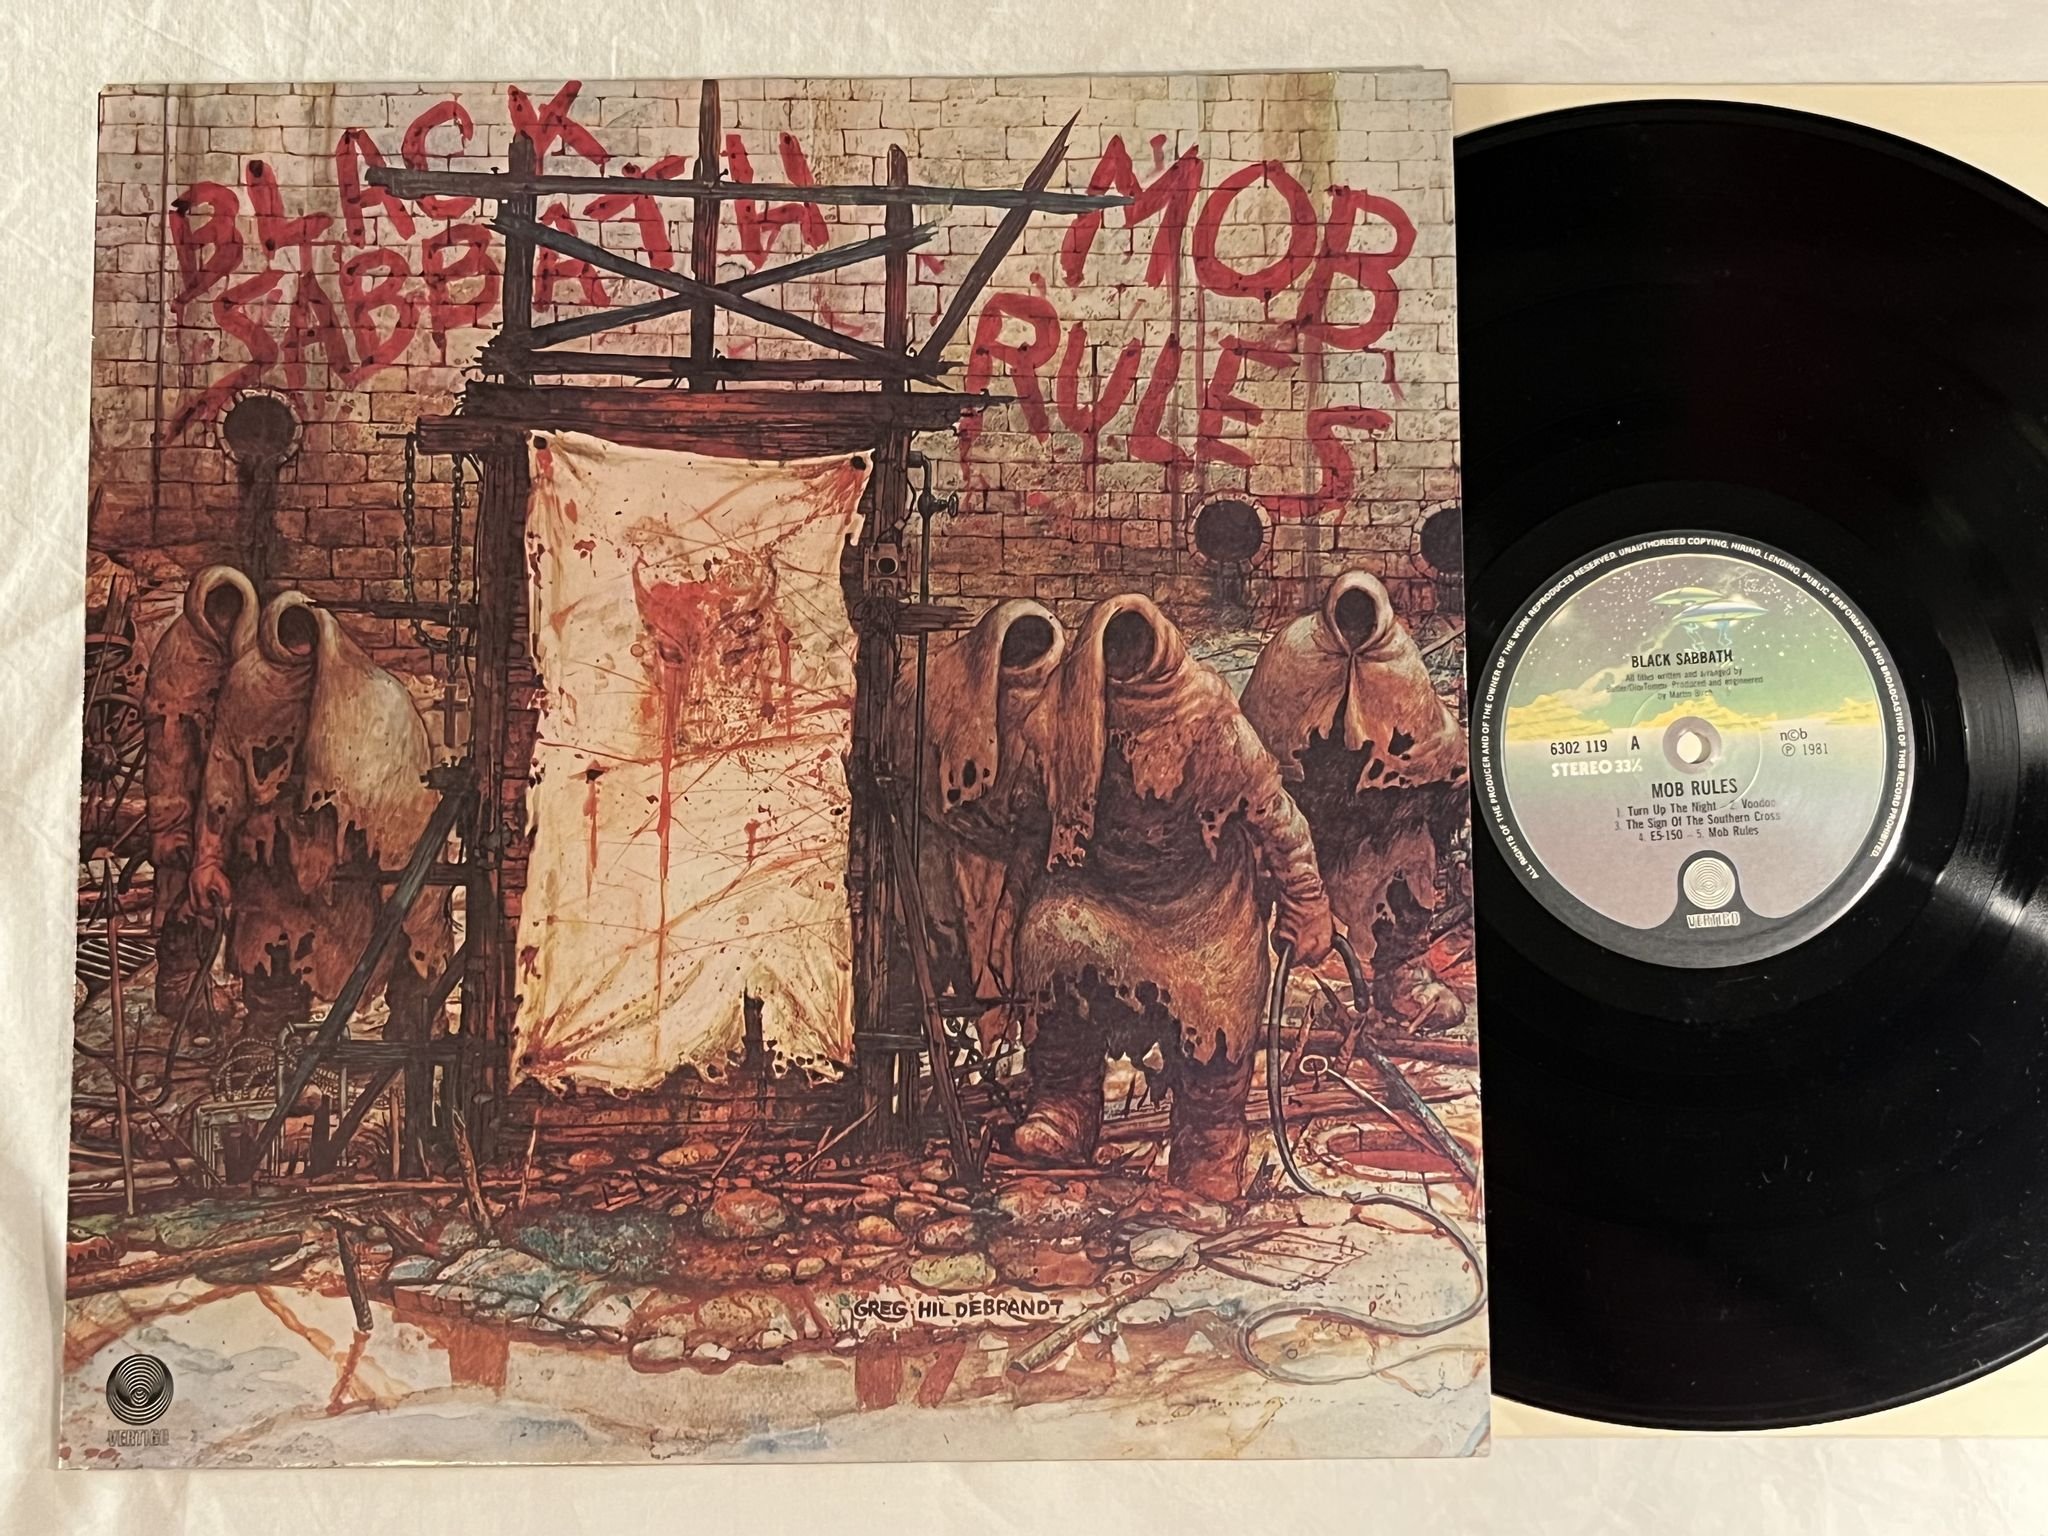 BLACK
SABBATH
MOB
RULES
GREG HILDEBRANDT
VERTIGO
ALL RIGHTS OF THE PRODUCER AND OF THE OWNER OF THE WORK REPRODUCED RESERVED. UNAUTHORISED COPYING, HIRING, LENDING, PUBLIC PERFORMANCE AND BROADCASTING OF THIS RECORD PROHIBITED.
BLACK SABBATH
All titles written and arranged by
Butler/Dio/Iommi Produced and engineered
by Martin Birch
6302 119 A
STEREO 33⅓
n©b
℗ 1981
MOB RULES
1. Turn Up The Night - 2. Voodoo
3. The Sign Of The Southern Cross
4. E5-150 - 5. Mob Rules
VERTIGO